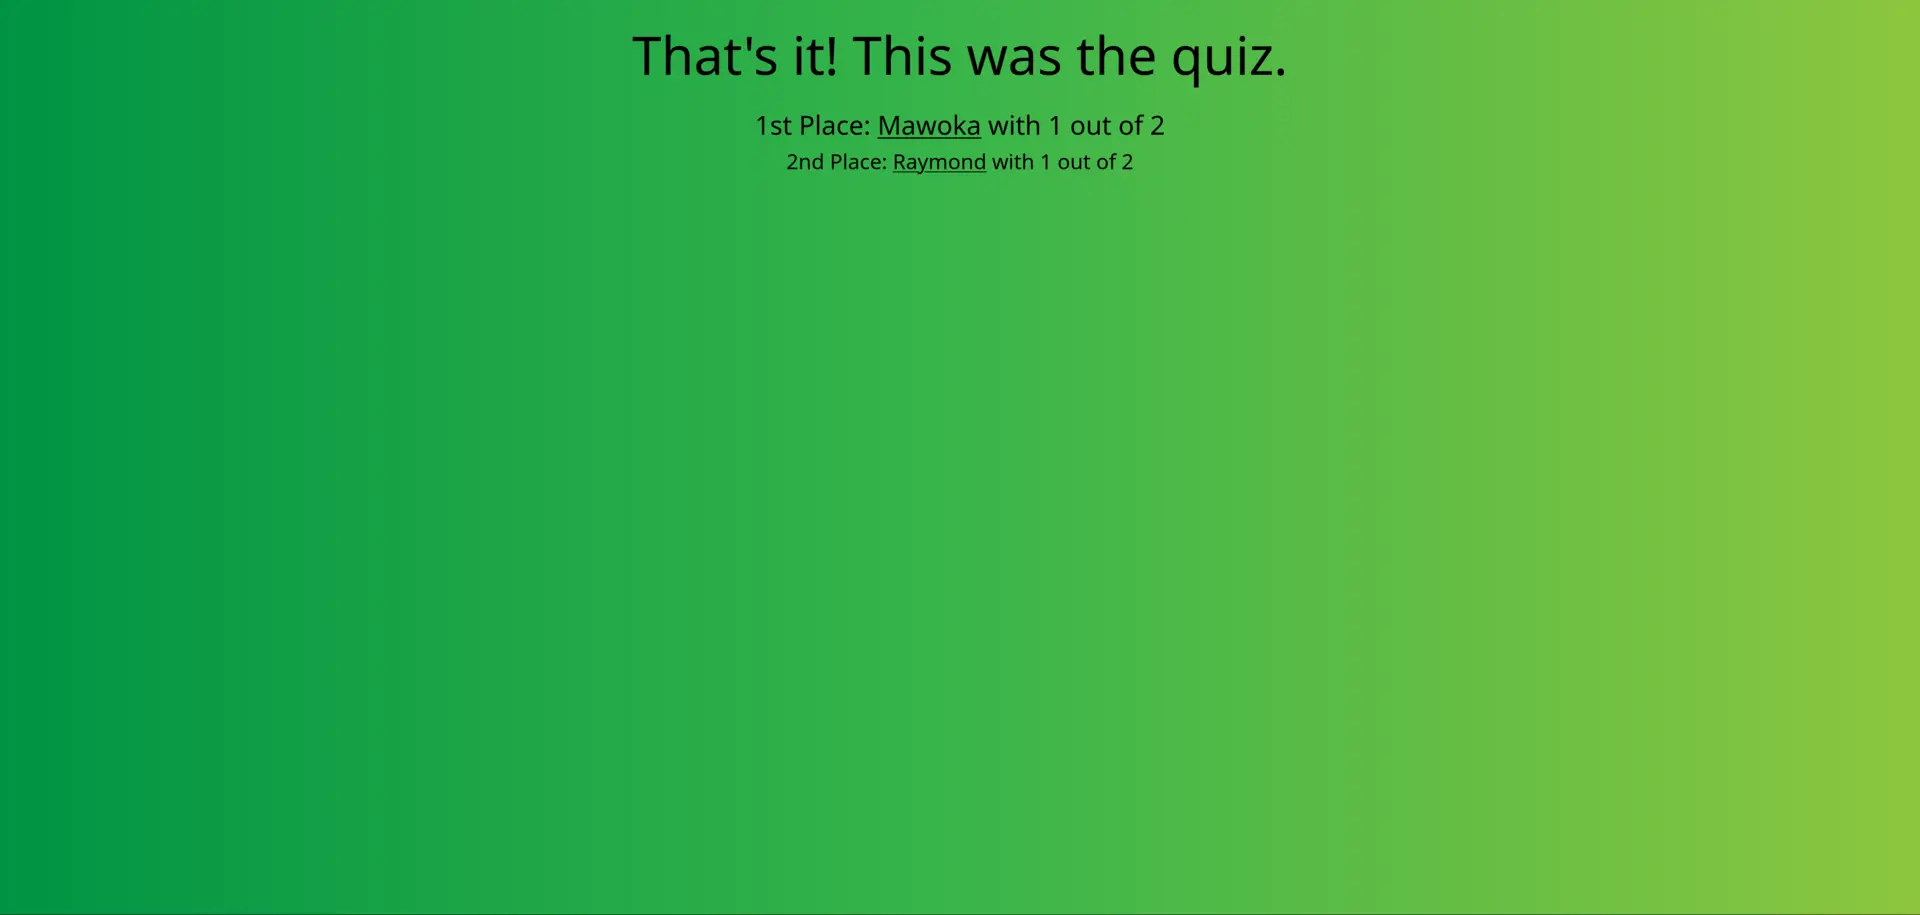 That's it! This was the quiz.
1st Place: Mawoka with 1 out of 2
2nd Place: Raymond with 1 out of 2